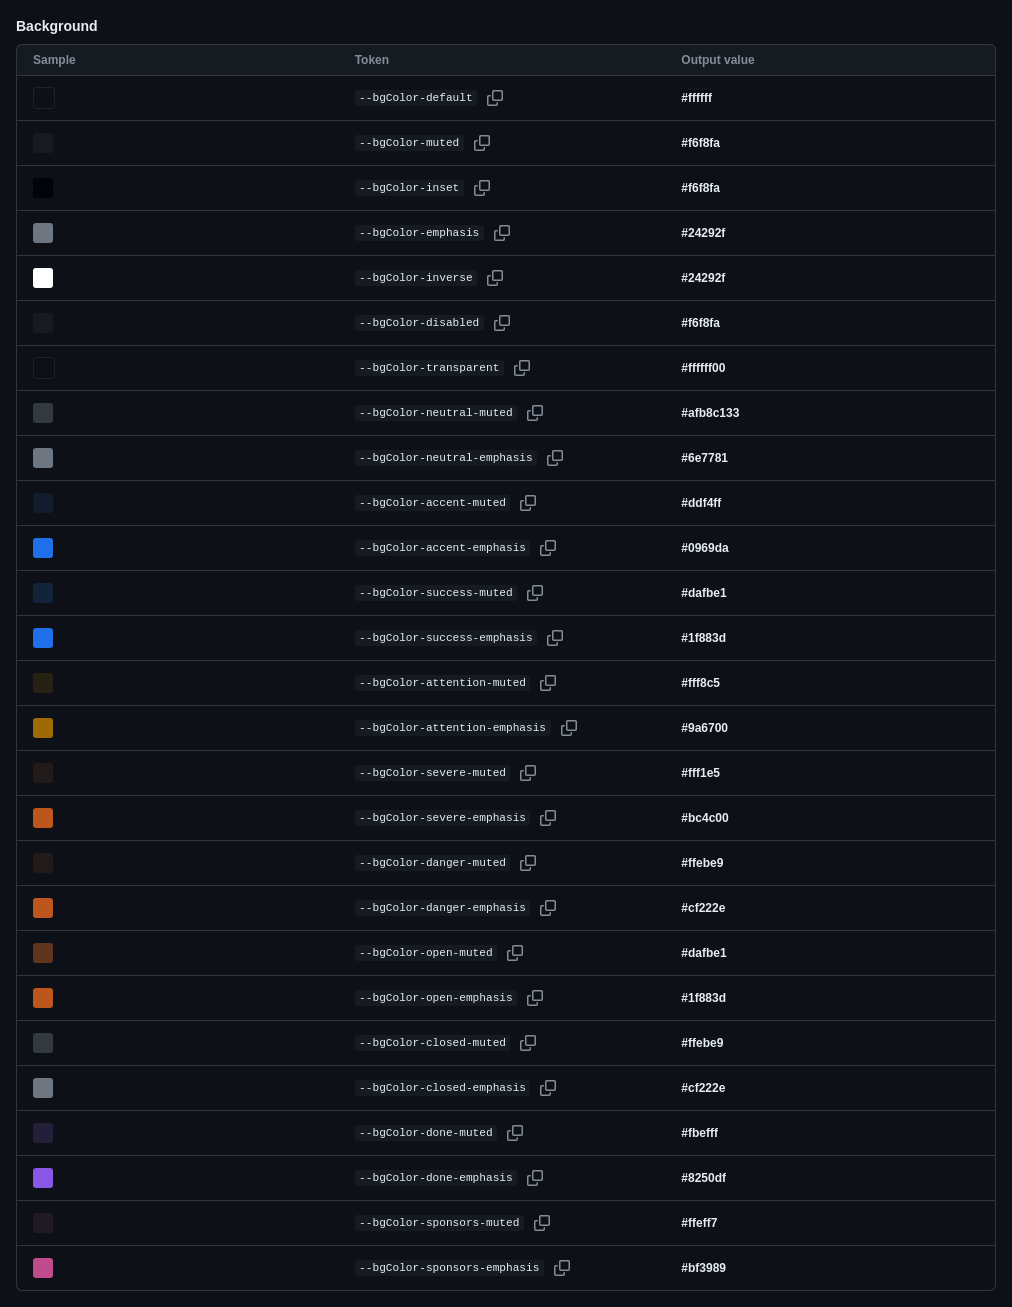 Background
Sample Token Output value
--bgColor-default #ffffff
--bgColor-muted #f6f8fa
--bgColor-inset #f6f8fa
--bgColor-emphasis #24292f
--bgColor-inverse #24292f
--bgColor-disabled #f6f8fa
--bgColor-transparent #ffffff00
--bgColor-neutral-muted #afb8c133
--bgColor-neutral-emphasis #6e7781
--bgColor-accent-muted #ddf4ff
--bgColor-accent-emphasis #0969da
--bgColor-success-muted #dafbe1
--bgColor-success-emphasis #1f883d
--bgColor-attention-muted #fff8c5
--bgColor-attention-emphasis #9a6700
--bgColor-severe-muted #fff1e5
--bgColor-severe-emphasis #bc4c00
--bgColor-danger-muted #ffebe9
--bgColor-danger-emphasis #cf222e
--bgColor-open-muted #dafbe1
--bgColor-open-emphasis #1f883d
--bgColor-closed-muted #ffebe9
--bgColor-closed-emphasis #cf222e
--bgColor-done-muted #fbefff
--bgColor-done-emphasis #8250df
--bgColor-sponsors-muted #ffeff7
--bgColor-sponsors-emphasis #bf3989